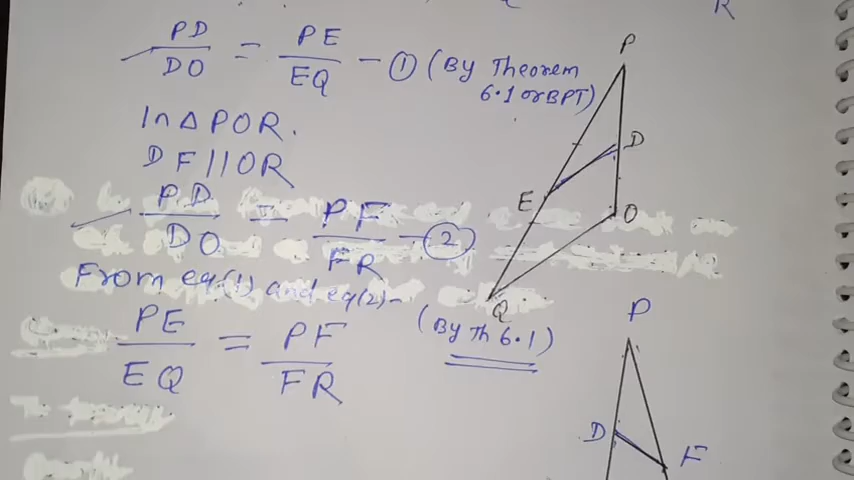 R
PD/DO = PE/EQ - ① (By Theorem
6.1 or BPT)
In △ POR.
DF||OR
PD/DO = PF/FR - ②
From eq(1) and eq(2)-
PE/EQ = PF/FR
(By Th 6.1)
P
D
E
O
Q
P
D
F